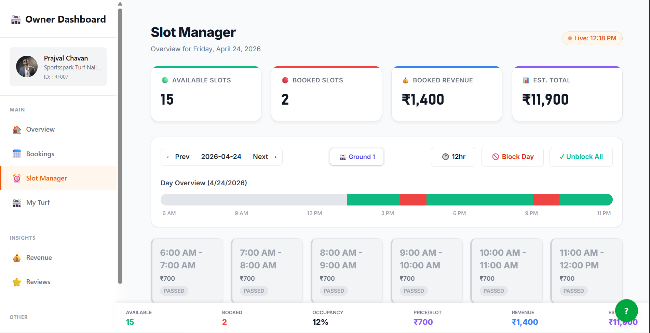 Owner Dashboard
Prajval Chavan
Sportsspark Turf Nai...
MAIN
Overview
Bookings
Slot Manager
My Turf
INSIGHTS
Revenue
Reviews
OTHER
Slot Manager
Overview for Friday, April 24, 2026
Live: 12:18 PM
AVAILABLE SLOTS
15
BOOKED SLOTS
2
BOOKED REVENUE
₹1,400
EST. TOTAL
₹11,900
‹ Prev 2026-04-24 Next ›
Ground 1
12hr
Block Day
✓ Unblock All
Day Overview (4/24/2026)
6 AM 9 AM 12 PM 3 PM 6 PM 9 PM 11 PM
6:00 AM -
7:00 AM
₹700
PASSED
7:00 AM -
8:00 AM
₹700
PASSED
8:00 AM -
9:00 AM
₹700
PASSED
9:00 AM -
10:00 AM
₹700
PASSED
10:00 AM -
11:00 AM
₹700
PASSED
11:00 AM -
12:00 PM
₹700
PASSED
AVAILABLE
15
BOOKED
2
OCCUPANCY
12%
PRICE/SLOT
₹700
REVENUE
₹1,400
₹11,900
?